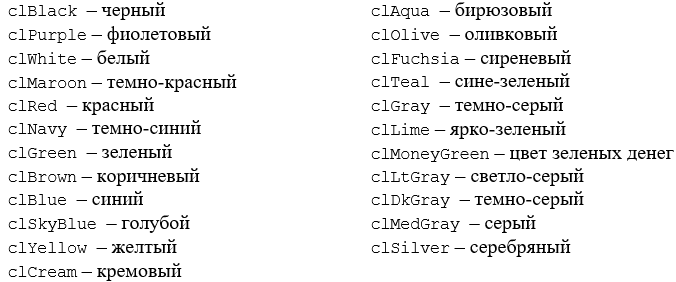 clBlack – черный
clPurple – фиолетовый
clWhite – белый
clMaroon – темно-красный
clRed – красный
clNavy – темно-синий
clGreen – зеленый
clBrown – коричневый
clBlue – синий
clSkyBlue – голубой
clYellow – желтый
clCream – кремовый
clAqua – бирюзовый
clOlive – оливковый
clFuchsia – сиреневый
clTeal – сине-зеленый
clGray – темно-серый
clLime – ярко-зеленый
clMoneyGreen – цвет зеленых денег
clLtGray – светло-серый
clDkGray – темно-серый
clMedGray – серый
clSilver – серебряный